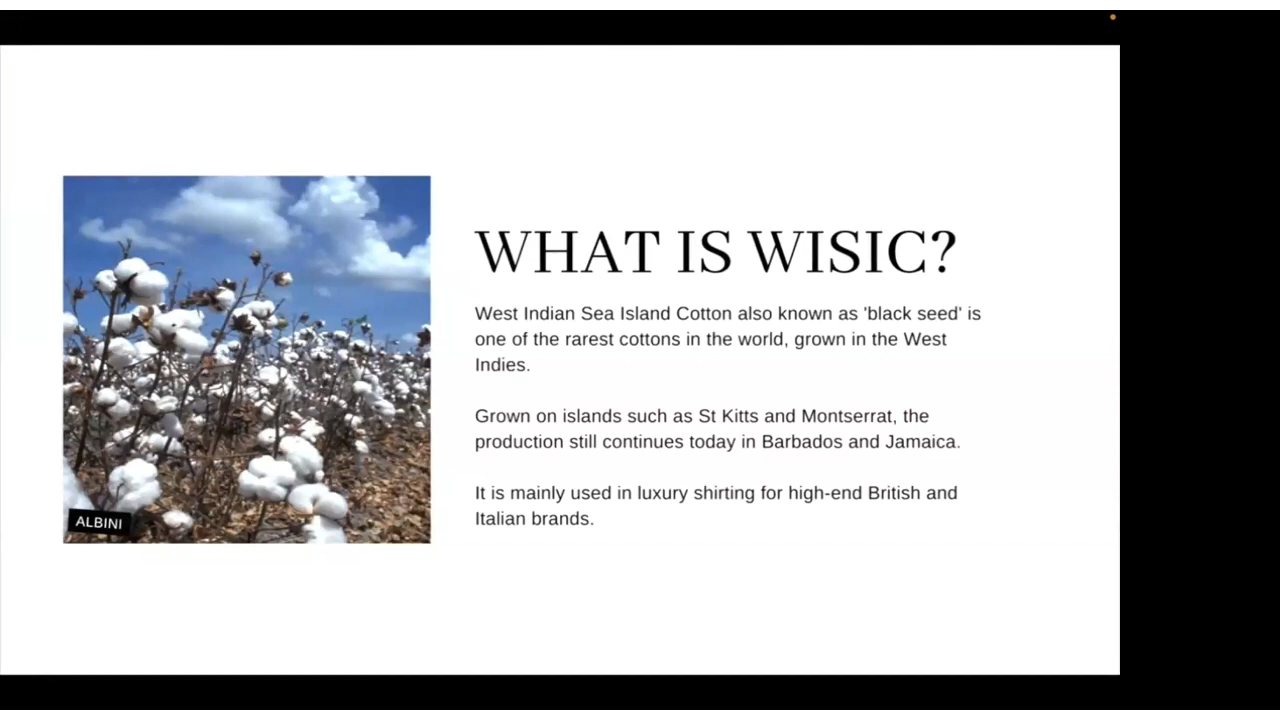 WHAT IS WISIC?
West Indian Sea Island Cotton also known as 'black seed' is
one of the rarest cottons in the world, grown in the West
Indies.
Grown on islands such as St Kitts and Montserrat, the
production still continues today in Barbados and Jamaica.
It is mainly used in luxury shirting for high-end British and
Italian brands.
ALBINI